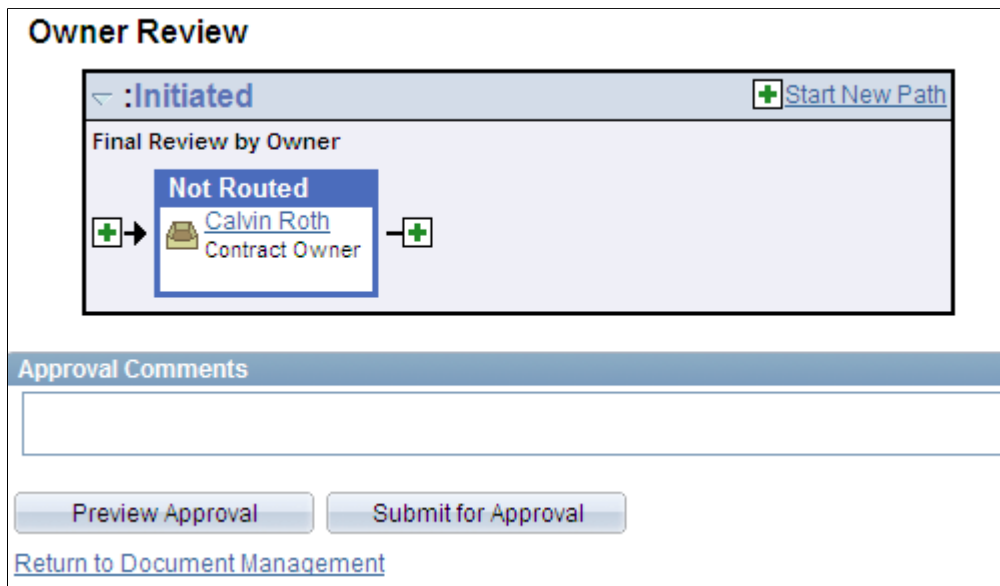 Owner Review
:Initiated
Start New Path
Final Review by Owner
Not Routed
Calvin Roth
Contract Owner
Approval Comments
Preview Approval
Submit for Approval
Return to Document Management